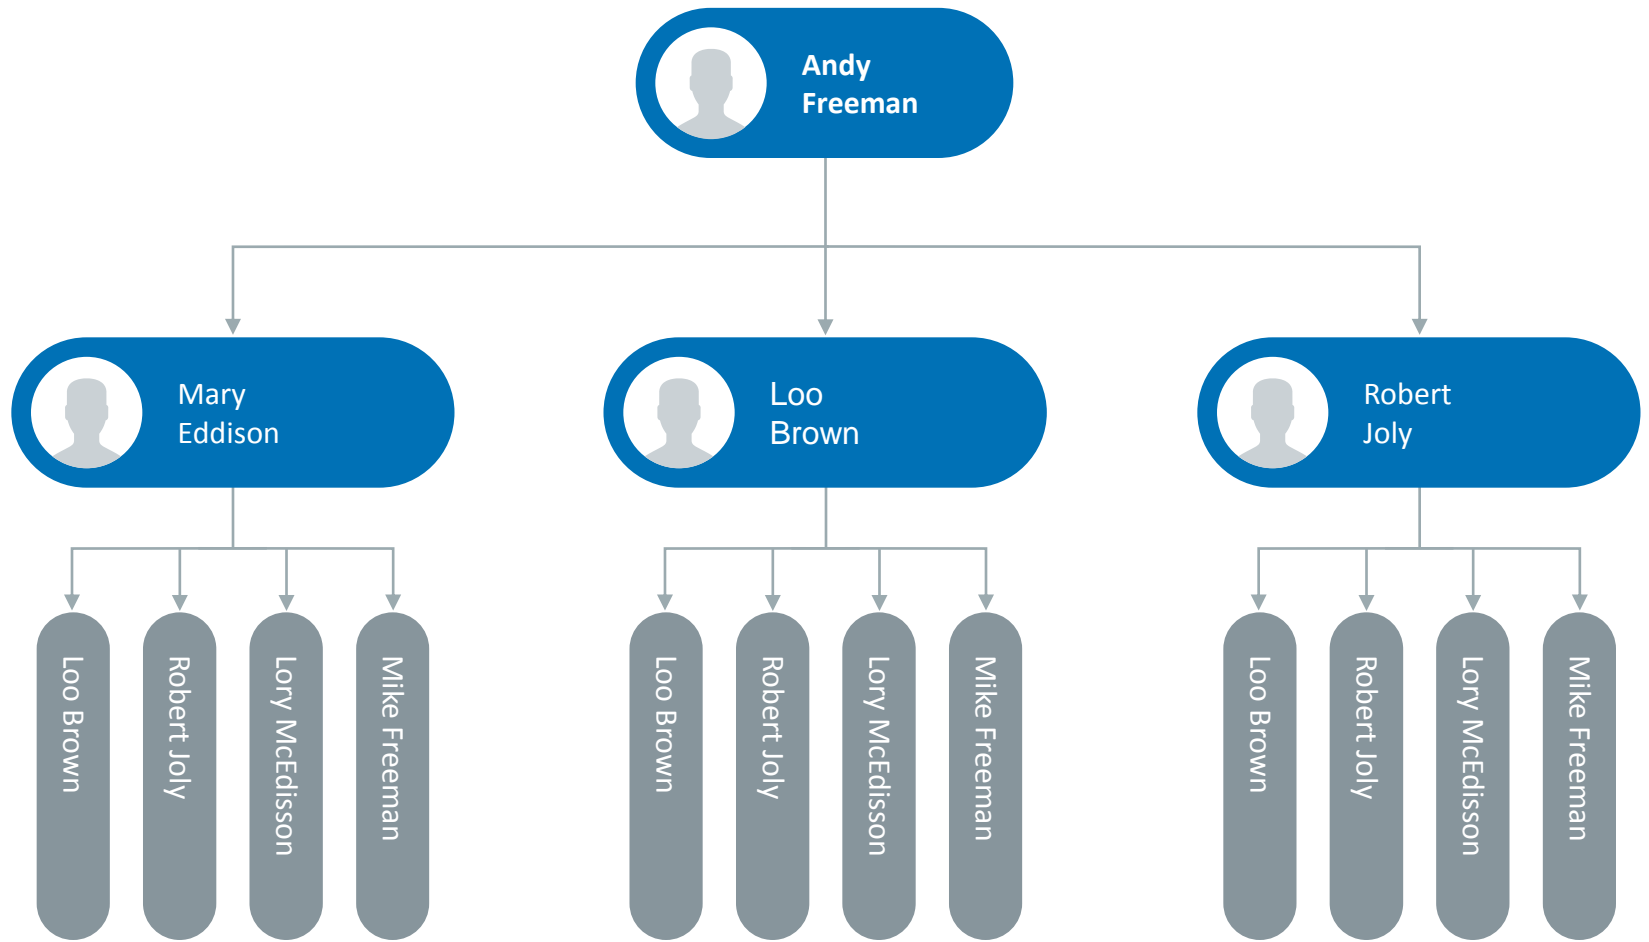 Andy
Freeman
Mary
Eddison
Loo
Brown
Robert
Joly
Loo Brown
Robert Joly
Lory McEdisson
Mike Freeman
Loo Brown
Robert Joly
Lory McEdisson
Mike Freeman
Loo Brown
Robert Joly
Lory McEdisson
Mike Freeman